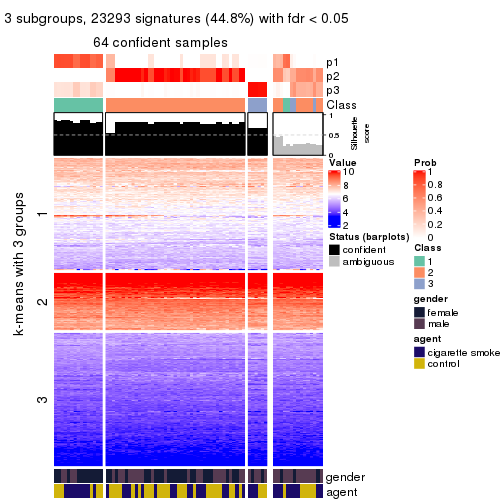 3 subgroups, 23293 signatures (44.8%) with fdr < 0.05
64 confident samples
p1
p2
p3
Class
1
0.5
0
Silhouette
score
k-means with 3 groups
1
2
3
gender
agent
Value
10
8
6
4
2
Status (barplots)
confident
ambiguous
Prob
1
0.8
0.6
0.4
0.2
0
Class
1
2
3
gender
female
male
agent
cigarette smoke
control